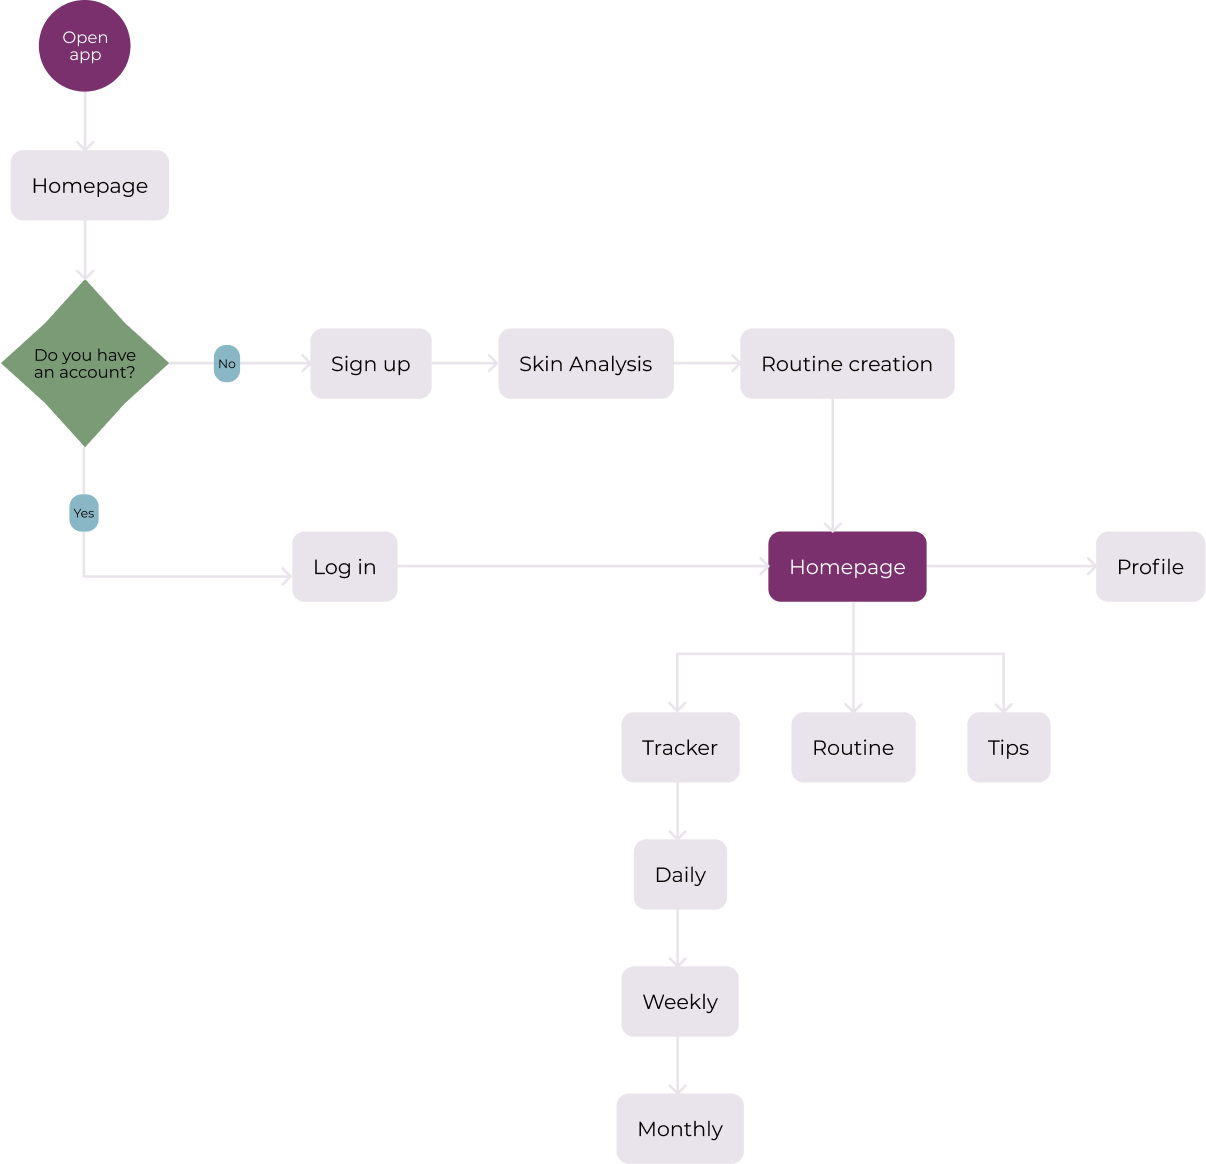 Open
app
Homepage
Do you have
an account?
No
Sign up
Skin Analysis
Routine creation
Yes
Log in
Homepage
Profile
Tracker
Routine
Tips
Daily
Weekly
Monthly